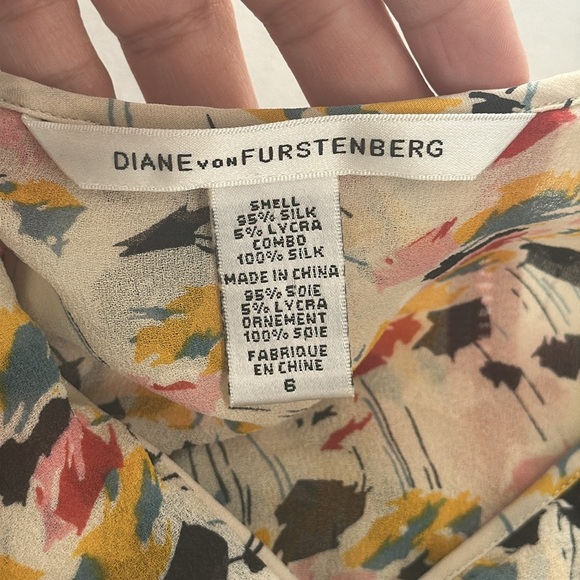 DIANE VON FURSTENBERG
SHELL
95% SILK
5% LYCRA
COMBO
100% SILK
MADE IN CHINA
95% SOIE
5% LYCRA
ORNEMENT
100% SOIE
FABRIQUE
EN CHINE
6